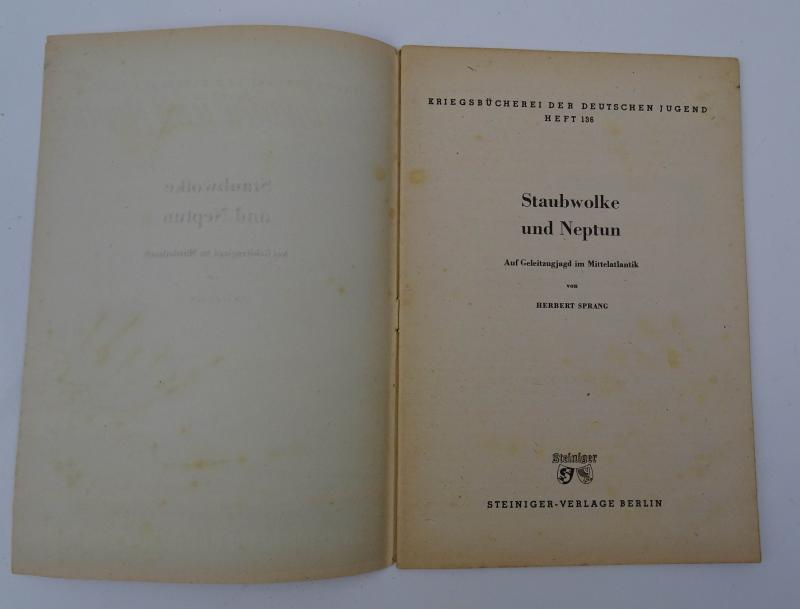 KRIEGSBÜCHEREI DER DEUTSCHEN JUGEND
HEFT 136
Staubwolke
und Neptun
Auf Geleitzugjagd im Mittelatlantik
von
HERBERT SPRANG
Steiniger
STEINIGER-VERLAGE BERLIN